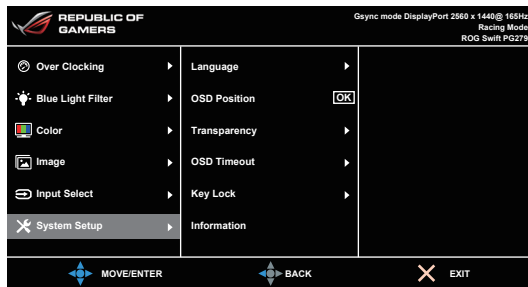 REPUBLIC OF
GAMERS
Gsync mode DisplayPort 2560 x 1440@ 165Hz
Racing Mode
ROG Swift PG279
Over Clocking
Blue Light Filter
Color
Image
Input Select
System Setup
Language
OSD Position OK
Transparency
OSD Timeout
Key Lock
Information
MOVE/ENTER
BACK
EXIT